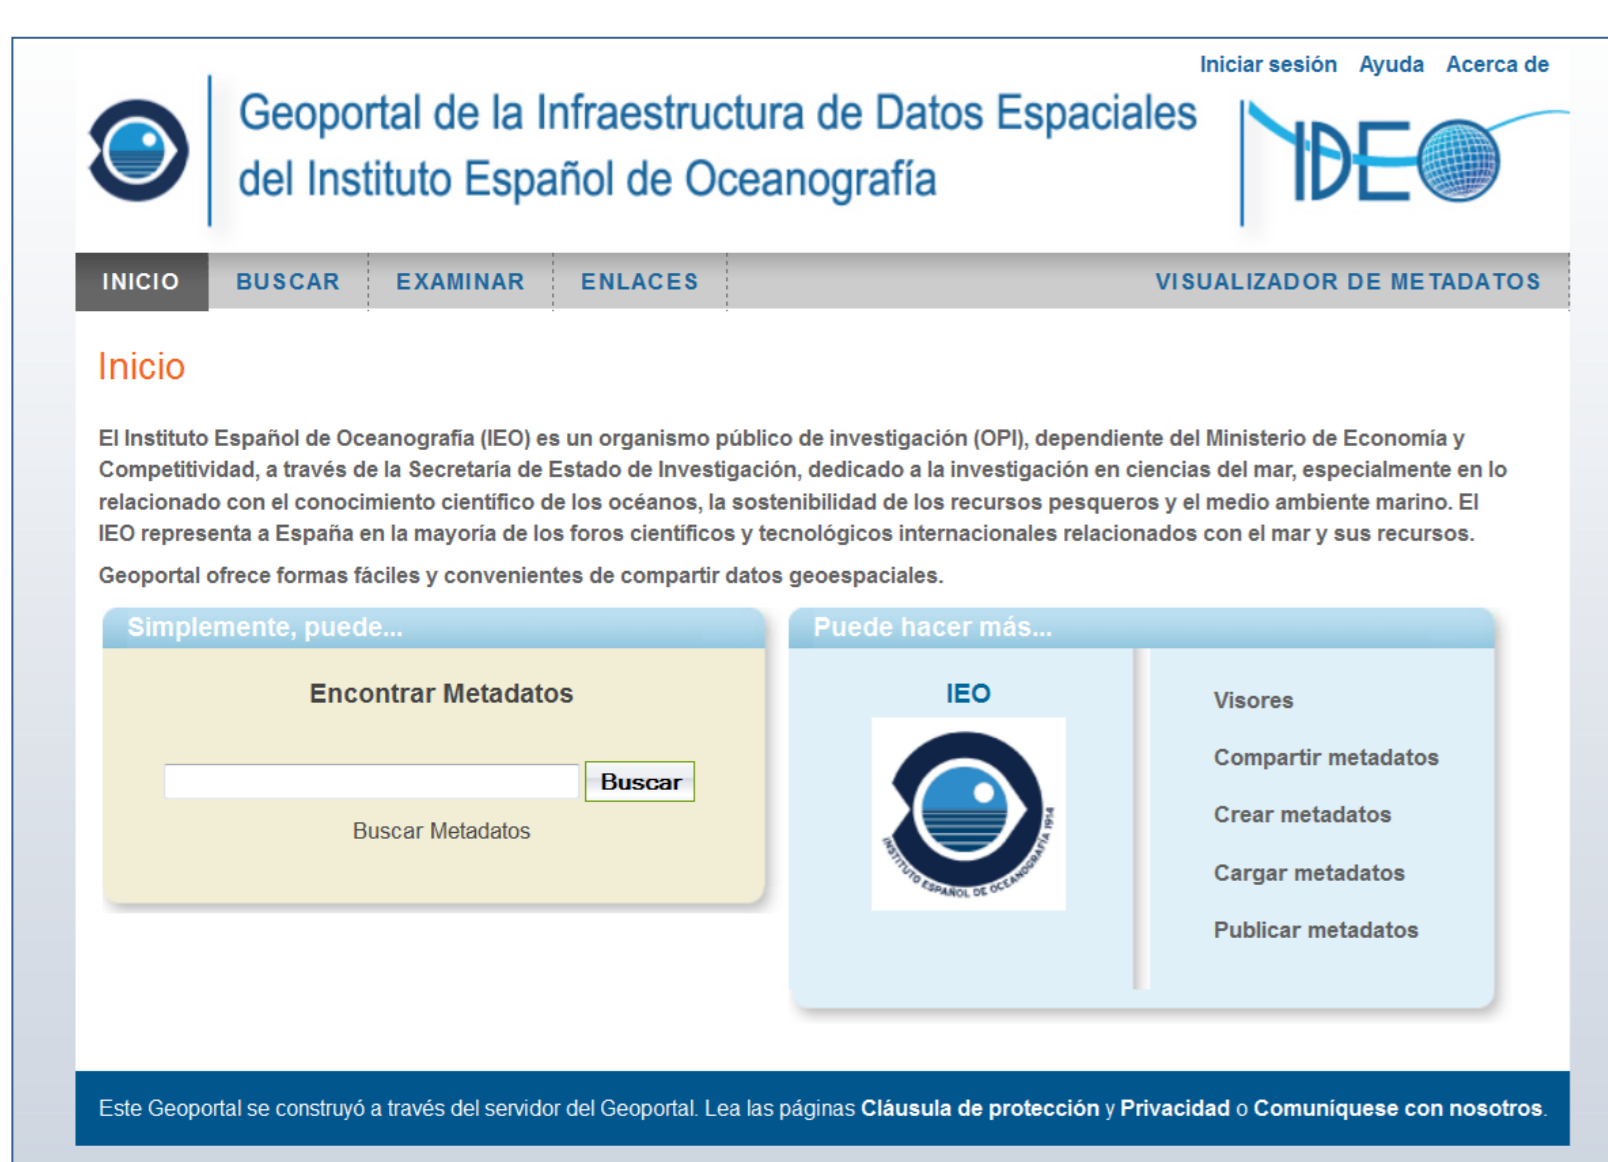 Iniciar sesión Ayuda Acerca de
Geoportal de la Infraestructura de Datos Espaciales
del Instituto Español de Oceanografía
IDEO
INICIO BUSCAR EXAMINAR ENLACES VISUALIZADOR DE METADATOS
Inicio
El Instituto Español de Oceanografía (IEO) es un organismo público de investigación (OPI), dependiente del Ministerio de Economía y
Competitividad, a través de la Secretaría de Estado de Investigación, dedicado a la investigación en ciencias del mar, especialmente en lo
relacionado con el conocimiento científico de los océanos, la sostenibilidad de los recursos pesqueros y el medio ambiente marino. El
IEO representa a España en la mayoría de los foros científicos y tecnológicos internacionales relacionados con el mar y sus recursos.
Geoportal ofrece formas fáciles y convenientes de compartir datos geoespaciales.
Simplemente, puede...
Encontrar Metadatos
Buscar
Buscar Metadatos
Puede hacer más...
IEO
INSTITUTO ESPAÑOL DE OCEANOGRAFÍA 1914
Visores
Compartir metadatos
Crear metadatos
Cargar metadatos
Publicar metadatos
Este Geoportal se construyó a través del servidor del Geoportal. Lea las páginas Cláusula de protección y Privacidad o Comuníquese con nosotros.